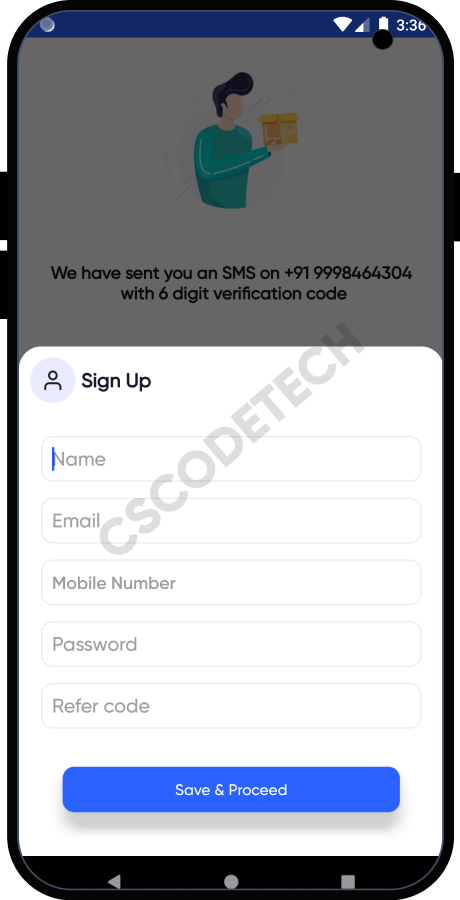 3:36
We have sent you an SMS on +91 9998464304
with 6 digit verification code
Sign Up
Name
Email
Mobile Number
Password
Refer code
Save & Proceed
CSCODETECH